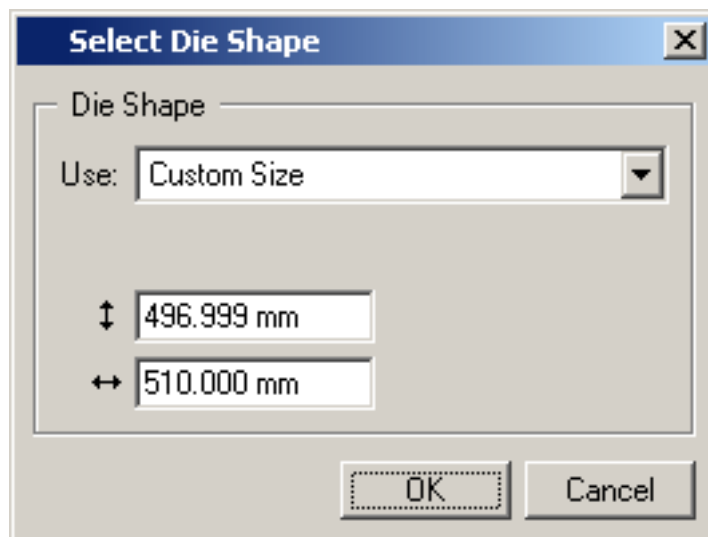 Select Die Shape
Die Shape
Use: Custom Size
496.999 mm
510.000 mm
OK Cancel